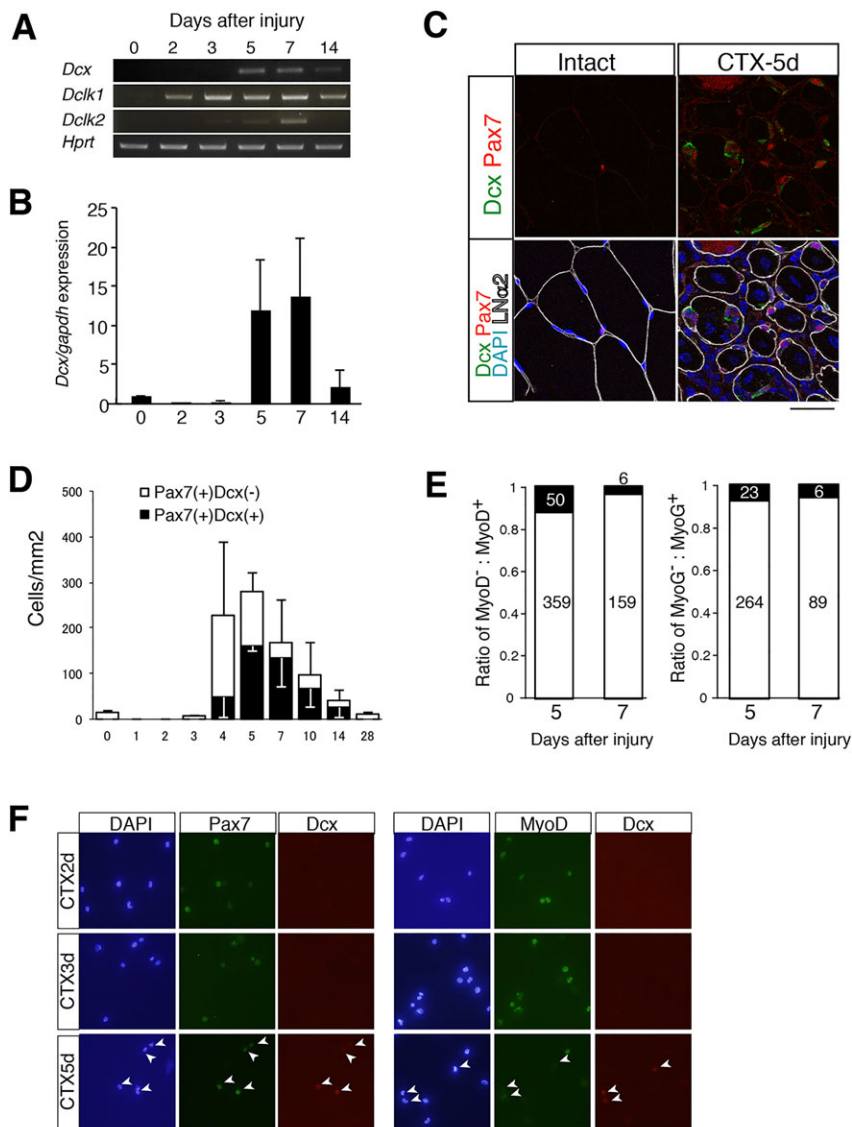 A
Days after injury
0 2 3 5 7 14
Dcx
Dclk1
Dclk2
Hprt
B
Dcx/gapdh expression
25
20
15
10
5
0
0 2 3 5 7 14
C
Intact CTX-5d
Dcx Pax7
Dcx Pax7
DAPI LNα2
D
Pax7(+)Dcx(-)
Pax7(+)Dcx(+)
Cells/mm2
500
400
300
200
100
0
0 1 2 3 4 5 7 10 14 28
E
Ratio of MyoD⁻ : MyoD⁺
1
0.8
0.6
0.4
0.2
0
50 6
359 159
5 7
Days after injury
Ratio of MyoG⁻ : MyoG⁺
1
0.8
0.6
0.4
0.2
0
23 6
264 89
5 7
Days after injury
F
DAPI Pax7 Dcx DAPI MyoD Dcx
CTX2d
CTX3d
CTX5d